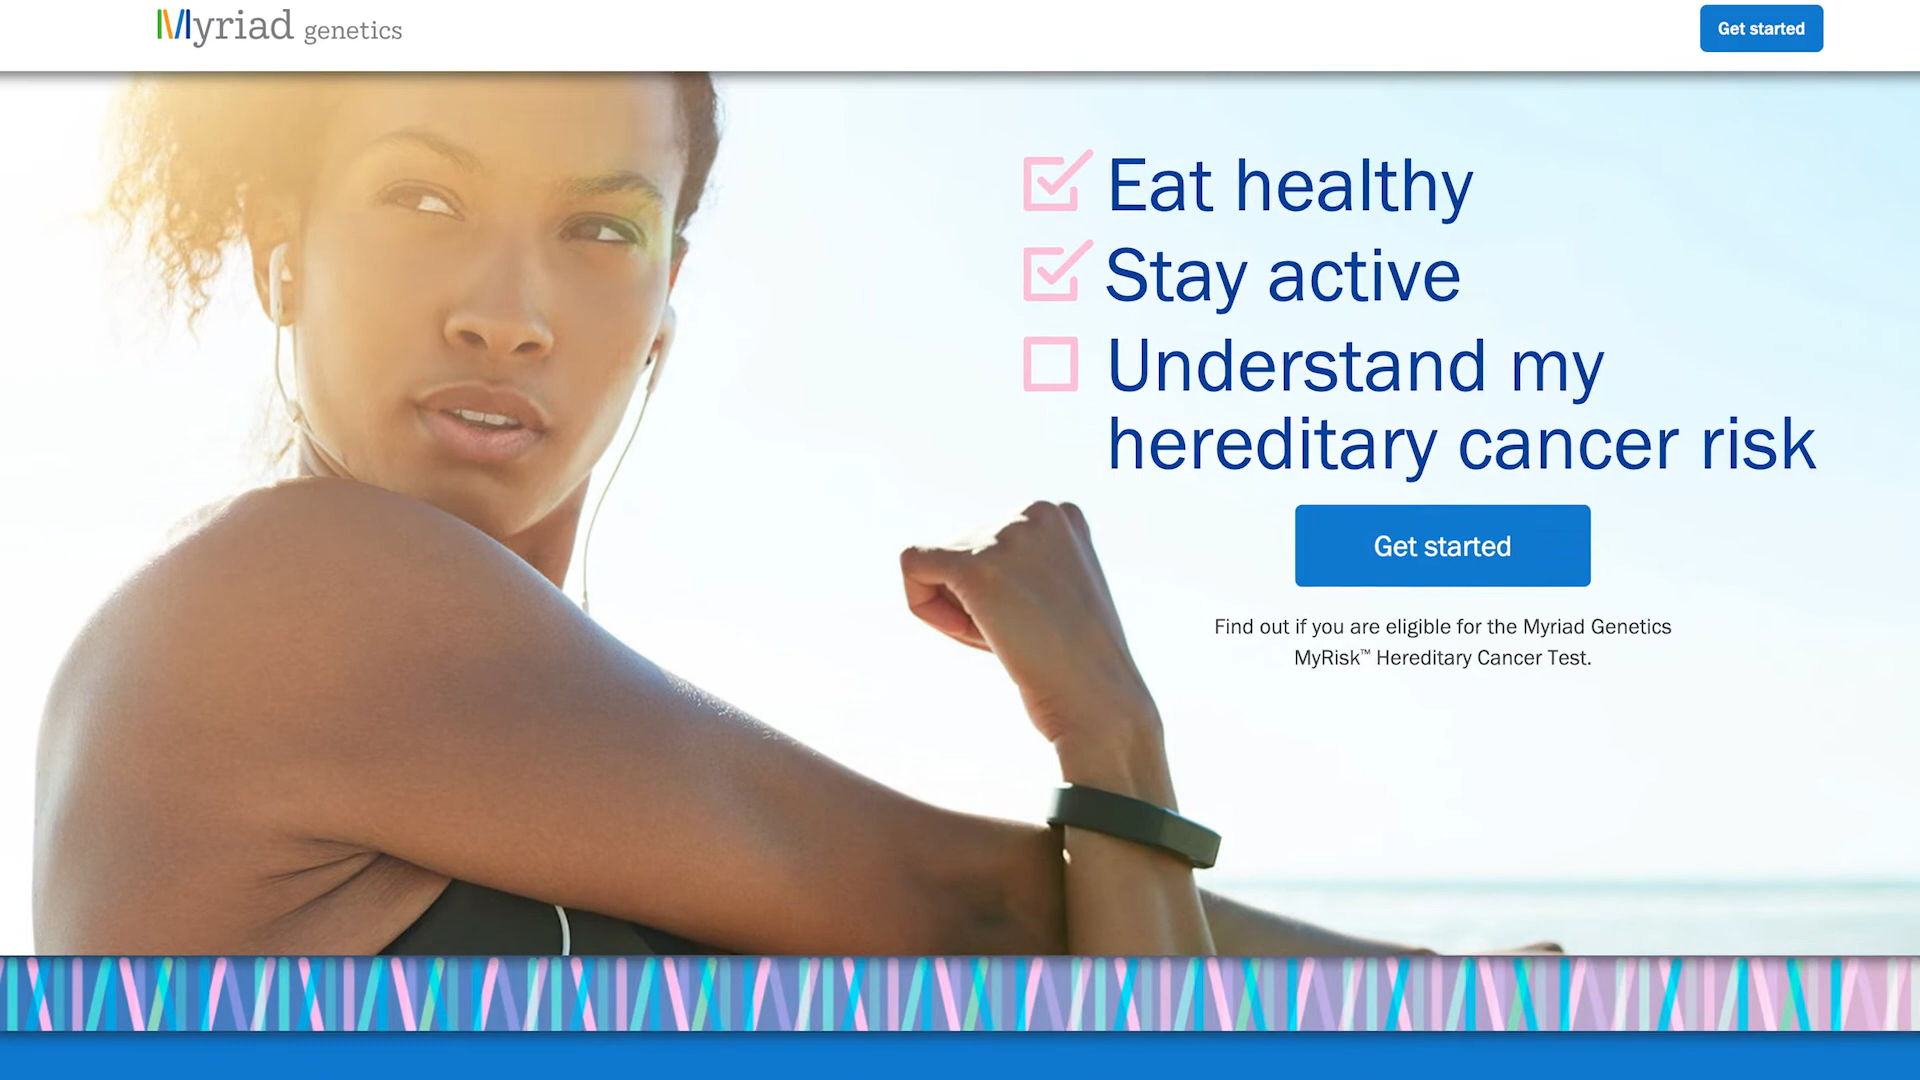 Myriad genetics
Get started
Eat healthy
Stay active
Understand my
hereditary cancer risk
Get started
Find out if you are eligible for the Myriad Genetics
MyRisk™ Hereditary Cancer Test.